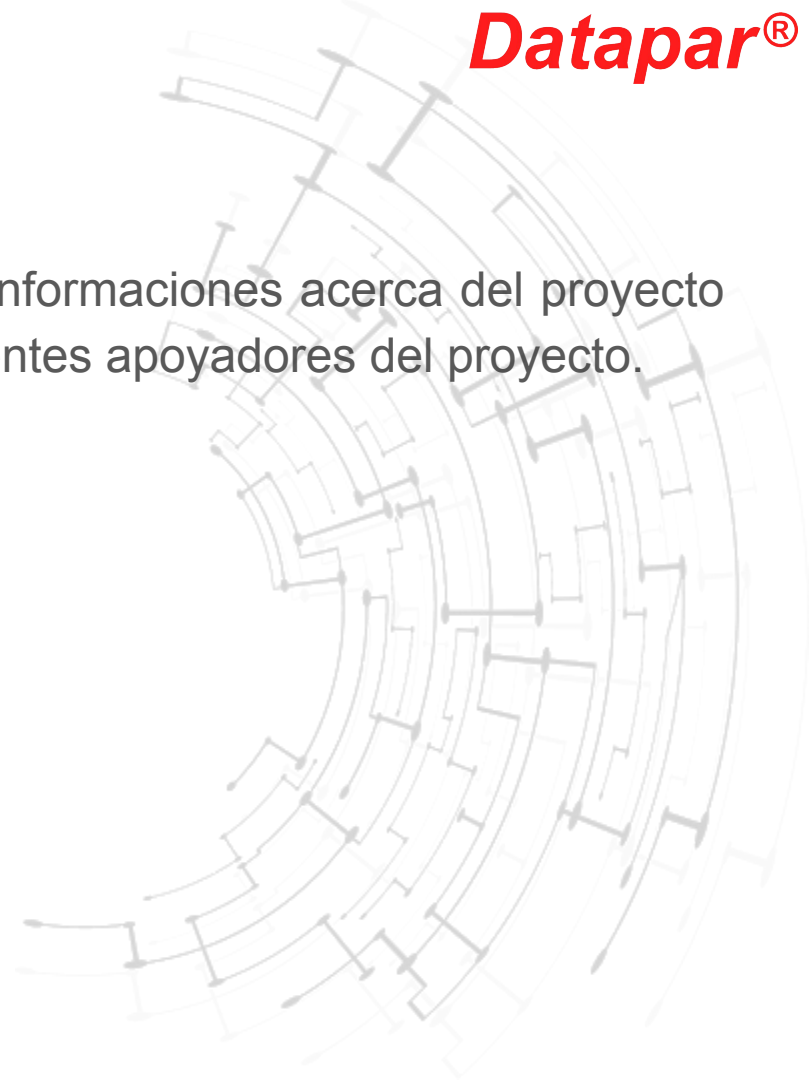 Datapar®
nformaciones acerca del proyecto
ntes apoyadores del proyecto.